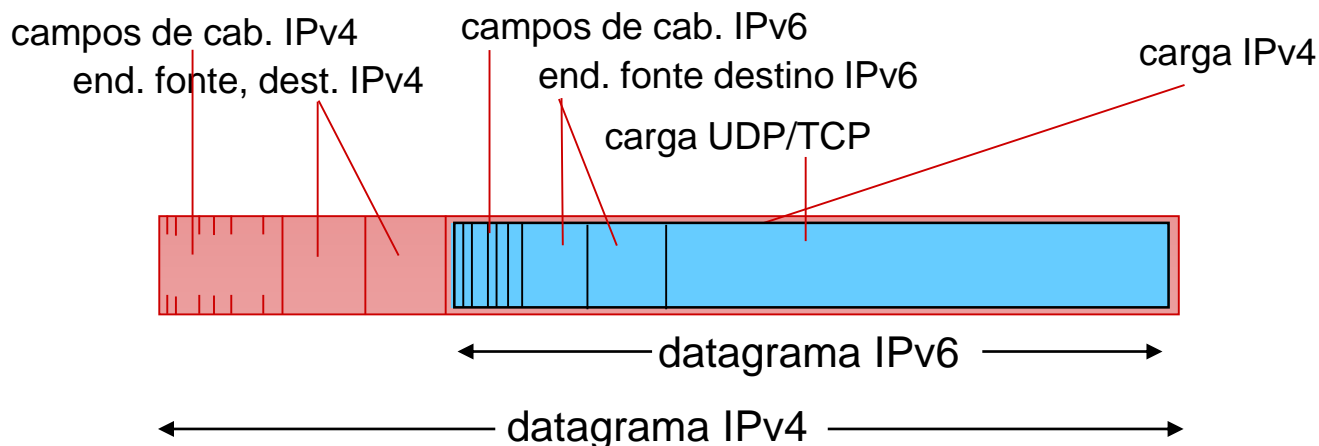 campos de cab. IPv4
campos de cab. IPv6
carga IPv4
end. fonte, dest. IPv4
end. fonte destino IPv6
carga UDP/TCP
datagrama IPv6
datagrama IPv4